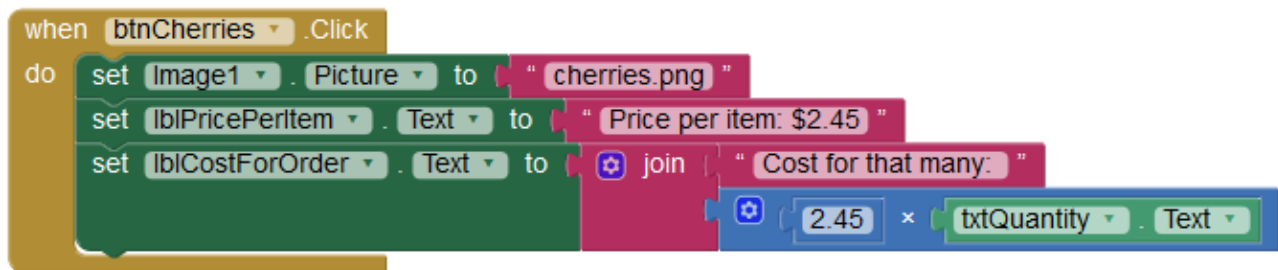 when btnCherries .Click
do set Image1 . Picture to " cherries.png "
set lblPricePerItem . Text to " Price per item: $2.45 "
set lblCostForOrder . Text to join " Cost for that many: "
2.45 × txtQuantity . Text